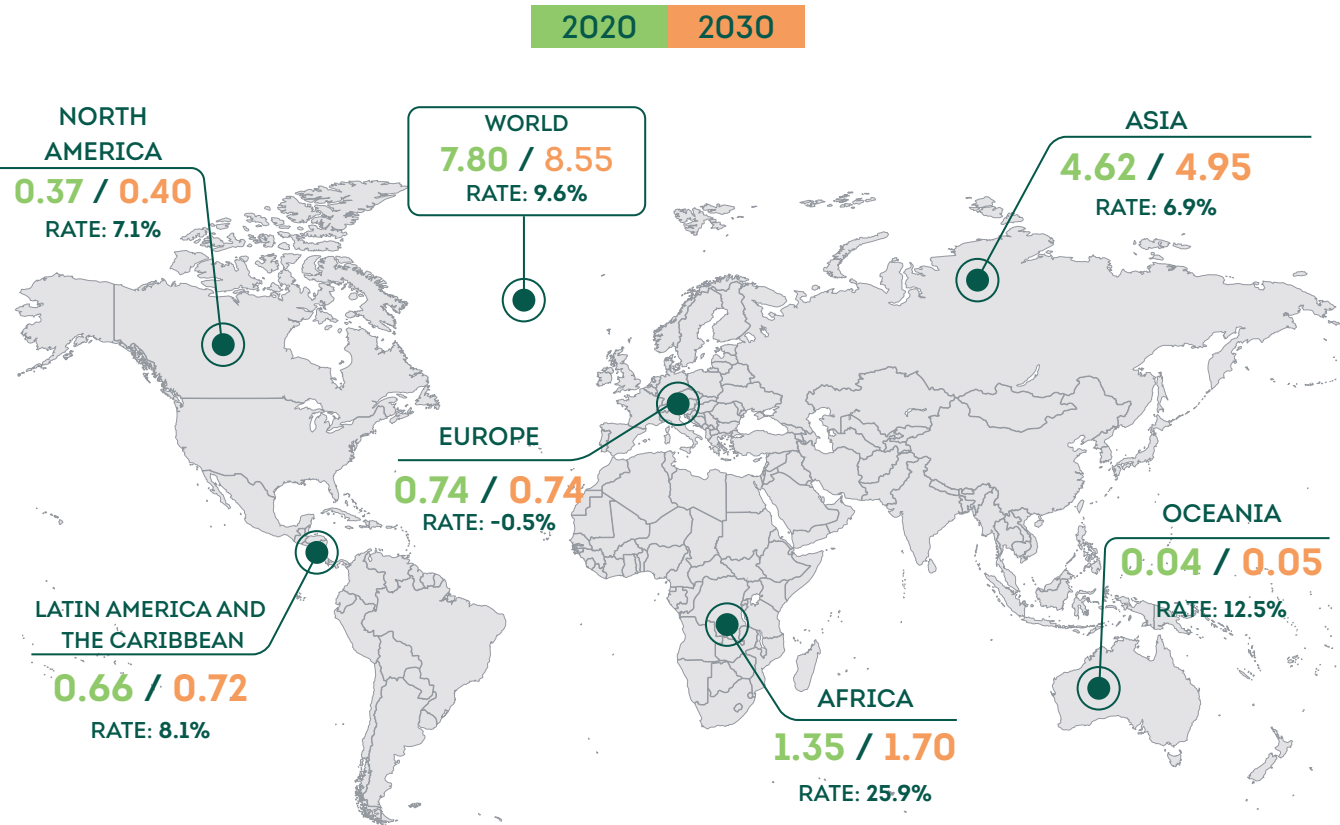 2020 2030
NORTH
AMERICA
0.37 / 0.40
RATE: 7.1%
WORLD
7.80 / 8.55
RATE: 9.6%
ASIA
4.62 / 4.95
RATE: 6.9%
EUROPE
0.74 / 0.74
RATE: -0.5%
OCEANIA
0.04 / 0.05
RATE: 12.5%
LATIN AMERICA AND
THE CARIBBEAN
0.66 / 0.72
RATE: 8.1%
AFRICA
1.35 / 1.70
RATE: 25.9%